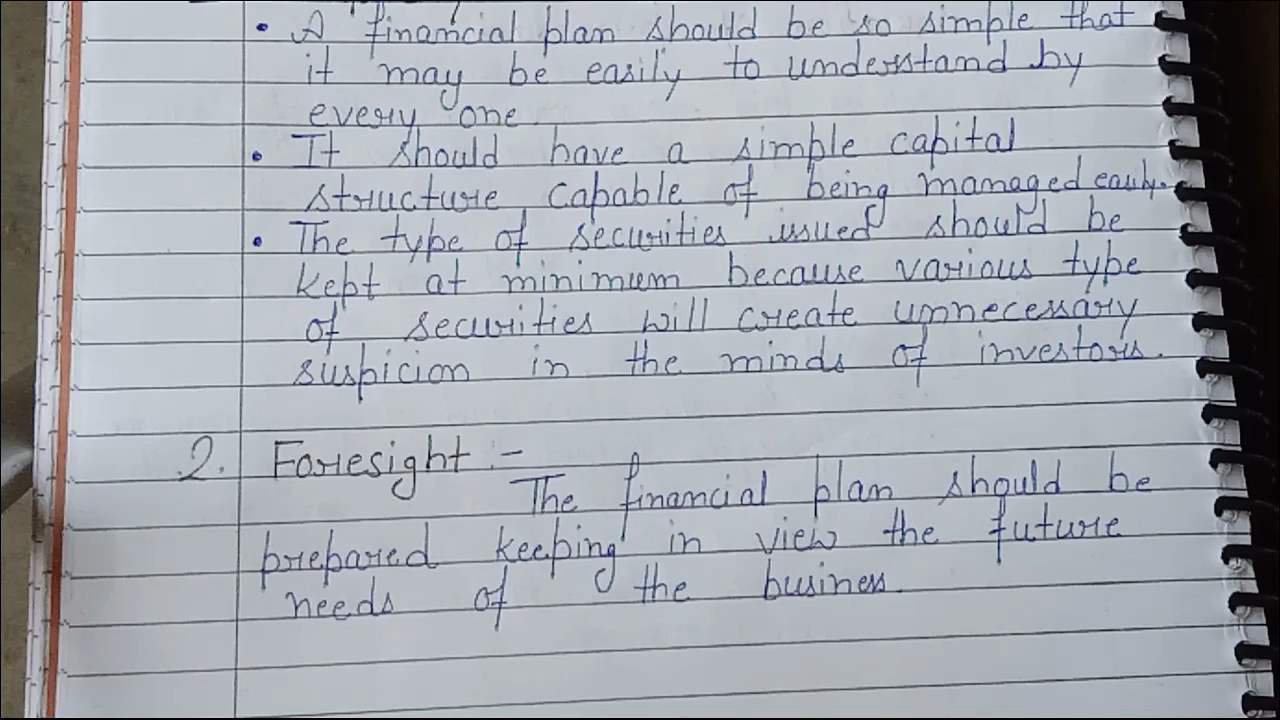 • A financial plan should be so simple that
it may be easily to understand by
every one.
• It should have a simple capital
structure capable of being managed easily.
• The type of securities issued should be
kept at minimum because various type
of securities will create unnecessary
suspicion in the minds of investors.
2. Foresight :-
The financial plan should be
prepared keeping in view the future
needs of the business.